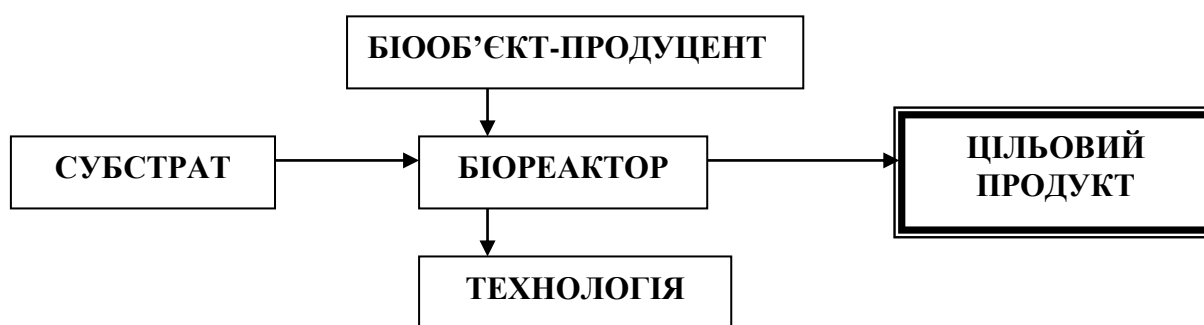 БІООБ’ЄКТ-ПРОДУЦЕНТ
СУБСТРАТ
БІОРЕАКТОР
ЦІЛЬОВИЙ
ПРОДУКТ
ТЕХНОЛОГІЯ